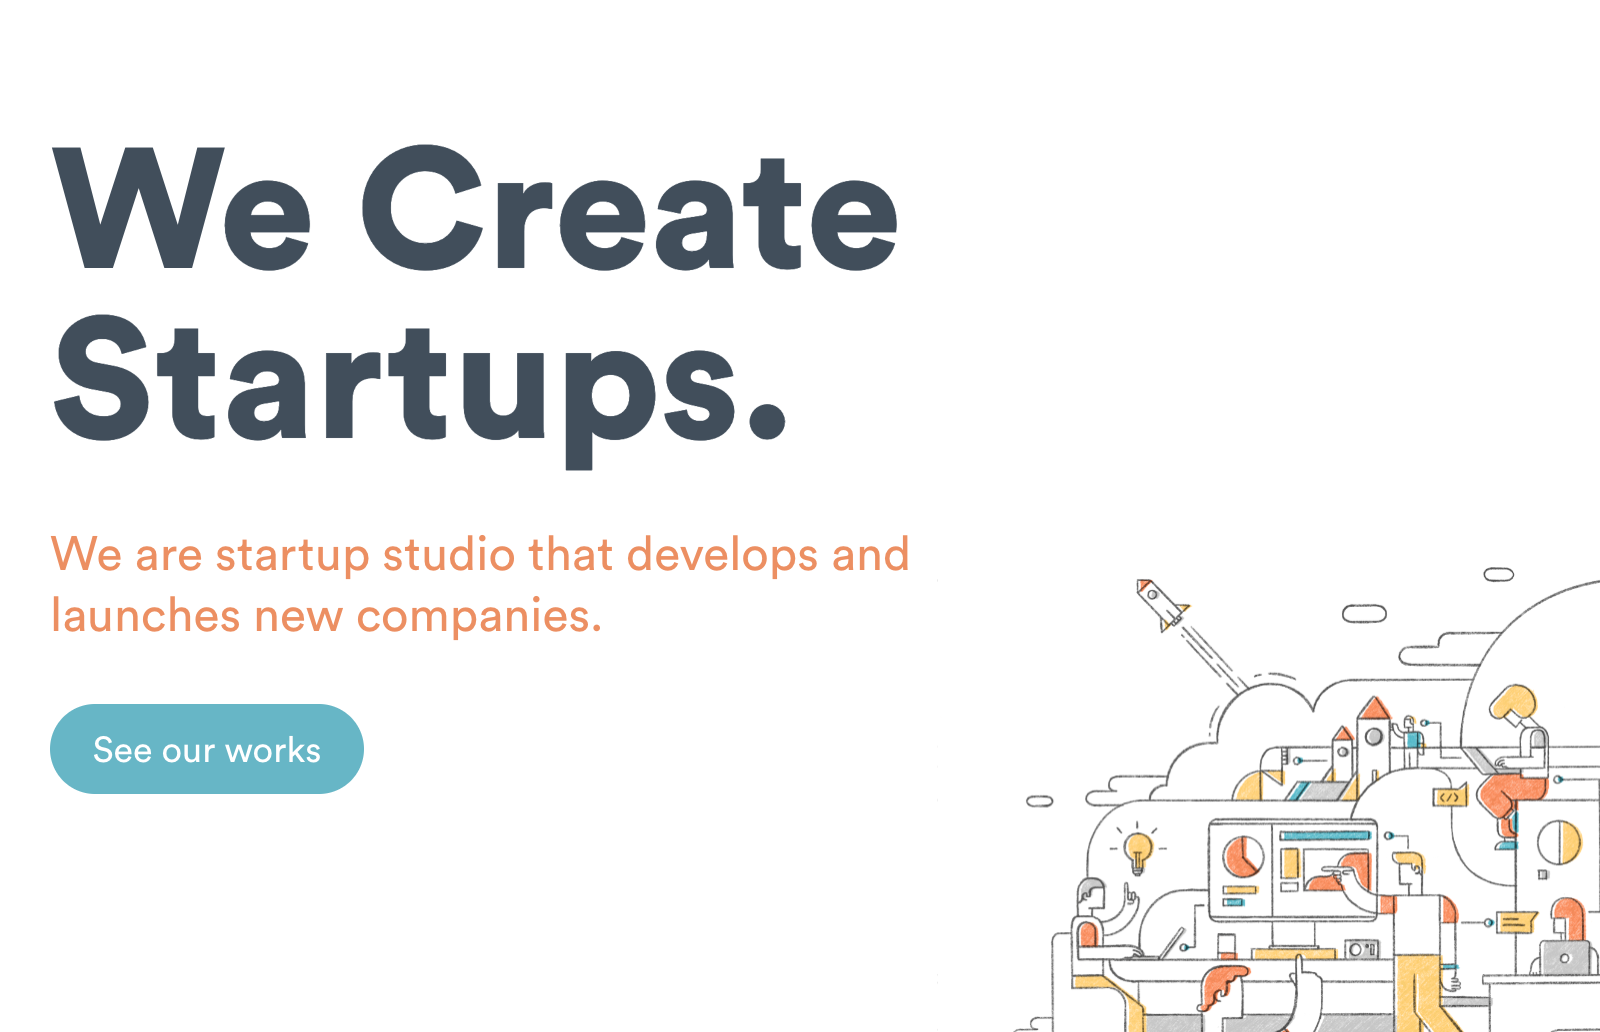 We Create
Startups.
We are startup studio that develops and
launches new companies.
See our works